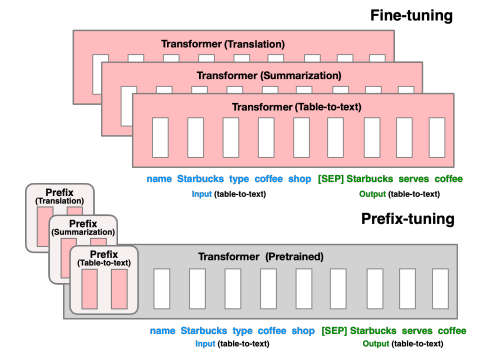 Fine-tuning
Transformer (Translation)
Transformer (Summarization)
Transformer (Table-to-text)
name Starbucks type coffee shop [SEP] Starbucks serves coffee
Input (table-to-text) Output (table-to-text)
Prefix-tuning
Prefix
(Translation)
Prefix
(Summarization)
Prefix
(Table-to-text)
Transformer (Pretrained)
name Starbucks type coffee shop [SEP] Starbucks serves coffee
Input (table-to-text) Output (table-to-text)